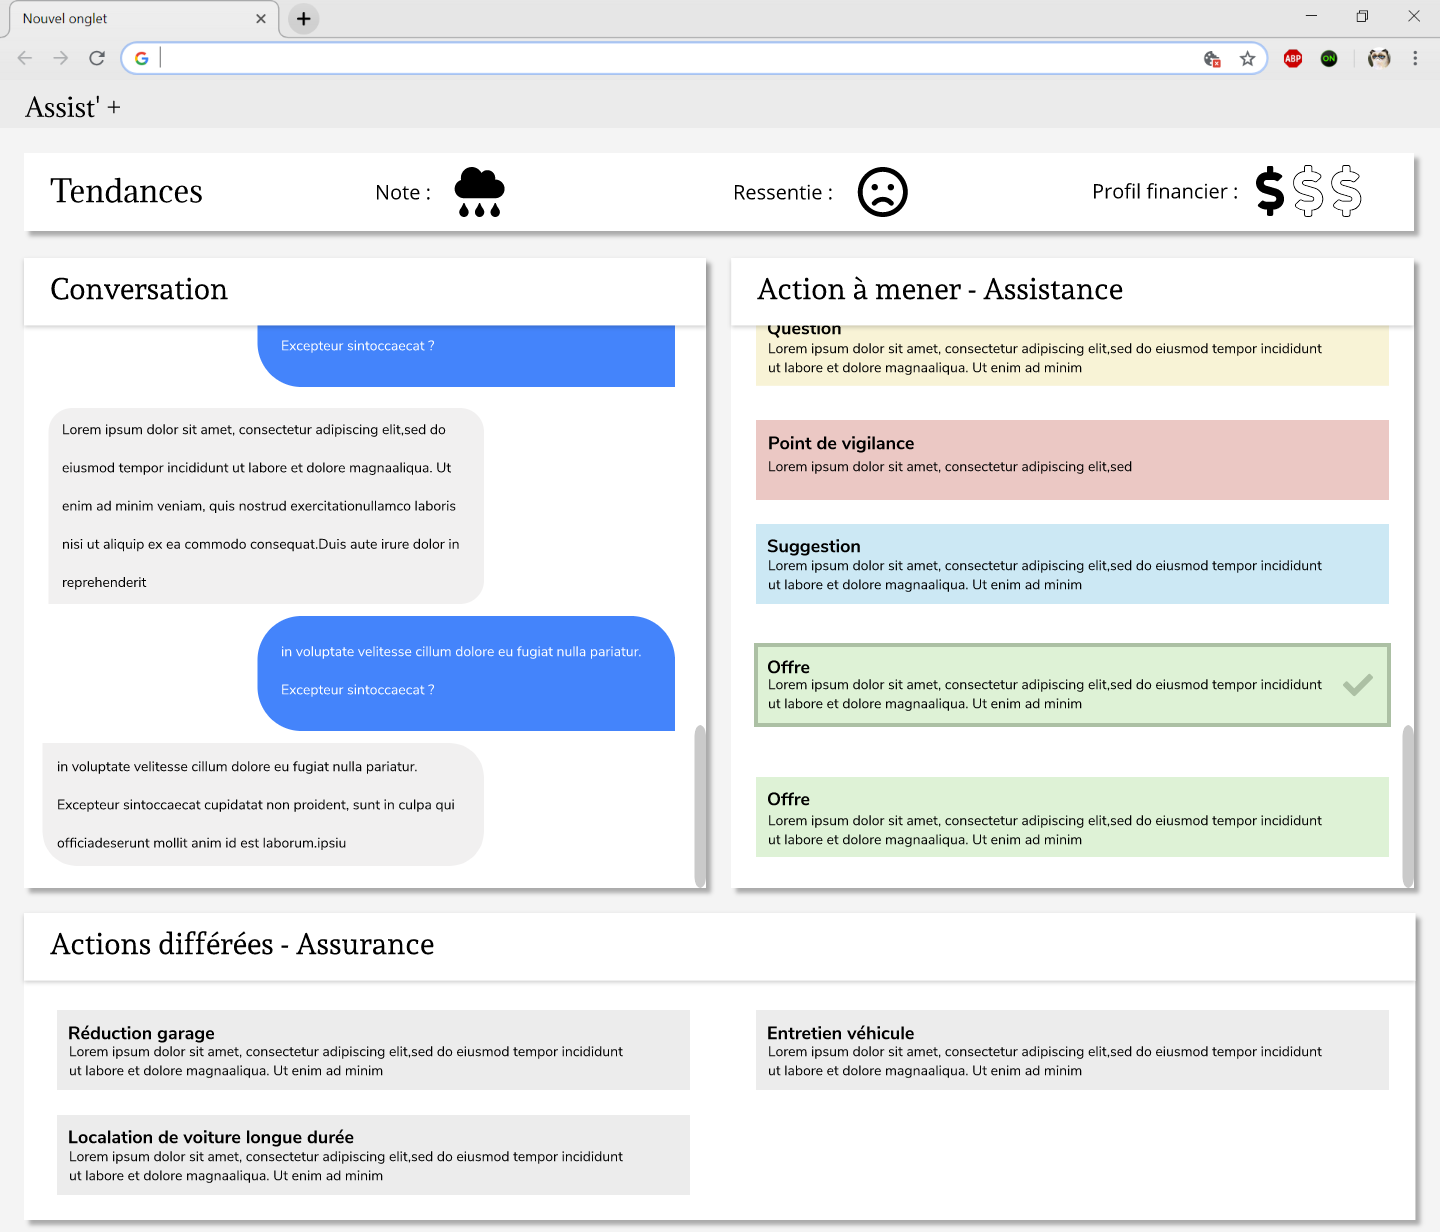 Nouvel onglet
ABP
ON
Assist' +
Tendances
Note :
Ressentie :
Profil financier :
$ $ $
Conversation
Excepteur sintoccaecat ?
Lorem ipsum dolor sit amet, consectetur adipiscing elit,sed do
eiusmod tempor incididunt ut labore et dolore magnaaliqua. Ut
enim ad minim veniam, quis nostrud exercitationullamco laboris
nisi ut aliquip ex ea commodo consequat.Duis aute irure dolor in
reprehenderit
in voluptate velitesse cillum dolore eu fugiat nulla pariatur.
Excepteur sintoccaecat ?
in voluptate velitesse cillum dolore eu fugiat nulla pariatur.
Excepteur sintoccaecat cupidatat non proident, sunt in culpa qui
officiadeserunt mollit anim id est laborum.ipsiu
Action à mener - Assistance
Question
Lorem ipsum dolor sit amet, consectetur adipiscing elit,sed do eiusmod tempor incididunt
ut labore et dolore magnaaliqua. Ut enim ad minim
Point de vigilance
Lorem ipsum dolor sit amet, consectetur adipiscing elit,sed
Suggestion
Lorem ipsum dolor sit amet, consectetur adipiscing elit,sed do eiusmod tempor incididunt
ut labore et dolore magnaaliqua. Ut enim ad minim
Offre
Lorem ipsum dolor sit amet, consectetur adipiscing elit,sed do eiusmod tempor incididunt
ut labore et dolore magnaaliqua. Ut enim ad minim
Offre
Lorem ipsum dolor sit amet, consectetur adipiscing elit,sed do eiusmod tempor incididunt
ut labore et dolore magnaaliqua. Ut enim ad minim
Actions différées - Assurance
Réduction garage
Lorem ipsum dolor sit amet, consectetur adipiscing elit,sed do eiusmod tempor incididunt
ut labore et dolore magnaaliqua. Ut enim ad minim
Entretien véhicule
Lorem ipsum dolor sit amet, consectetur adipiscing elit,sed do eiusmod tempor incididunt
ut labore et dolore magnaaliqua. Ut enim ad minim
Localation de voiture longue durée
Lorem ipsum dolor sit amet, consectetur adipiscing elit,sed do eiusmod tempor incididunt
ut labore et dolore magnaaliqua. Ut enim ad minim